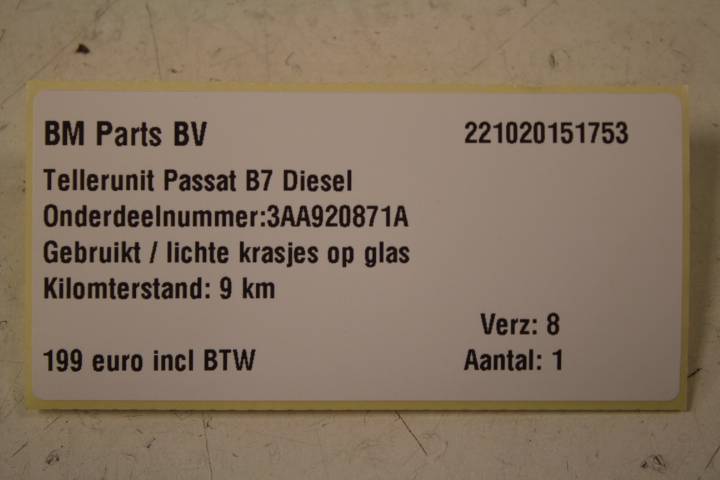 BM Parts BV 221020151753
Tellerunit Passat B7 Diesel
Onderdeelnummer:3AA920871A
Gebruikt / lichte krasjes op glas
Kilomterstand: 9 km
Verz: 8
199 euro incl BTW Aantal: 1